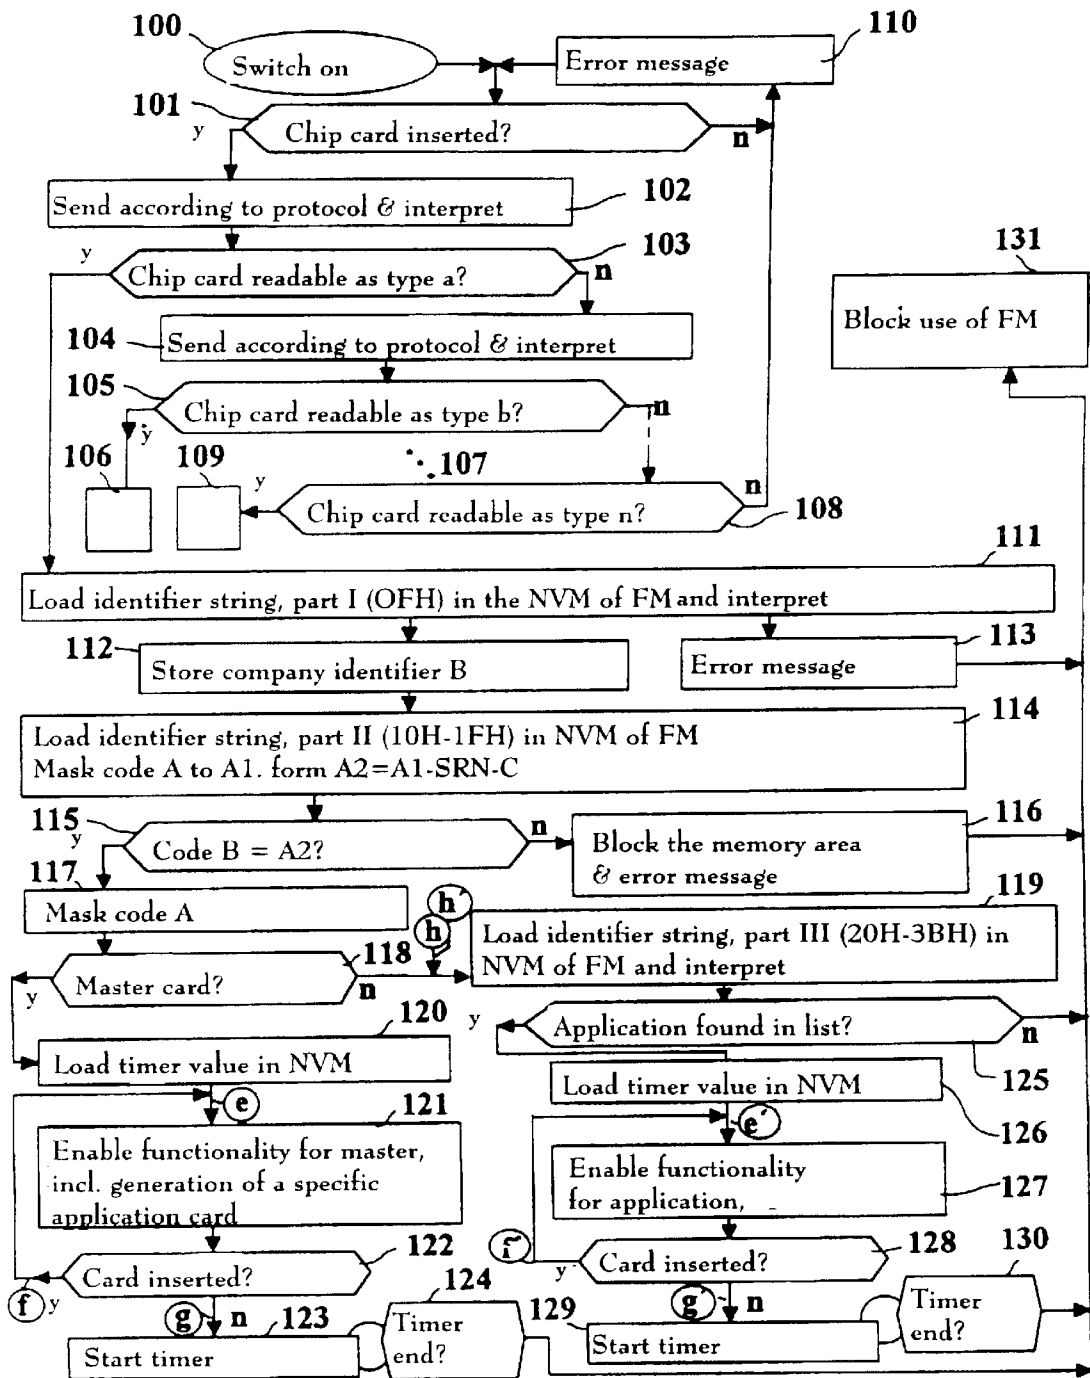 100
Switch on
Error message
110
101
y
Chip card inserted?
n
Send according to protocol & interpret
102
y
Chip card readable as type a?
103
n
131
Block use of FM
104
Send according to protocol & interpret
105
Chip card readable as type b?
n
y
106
109
107
y
Chip card readable as type n?
n
108
111
Load identifier string, part I (OFH) in the NVM of FM and interpret
112
Store company identifier B
113
Error message
114
Load identifier string, part II (10H-1FH) in NVM of FM
Mask code A to A1. form A2=A1-SRN-C
115
y
Code B = A2?
n
116
Block the memory area
& error message
117
Mask code A
h´
h
119
Load identifier string, part III (20H-3BH) in
NVM of FM and interpret
118
y
Master card?
n
120
Load timer value in NVM
y
Application found in list?
n
125
Load timer value in NVM
126
e
e´
121
Enable functionality for master,
incl. generation of a specific
application card
Enable functionality
for application,
127
122
Card inserted?
f
y
f´
y
Card inserted?
128
130
g
n
123
124
Timer
end?
Start timer
g´
n
129
Start timer
Timer
end?